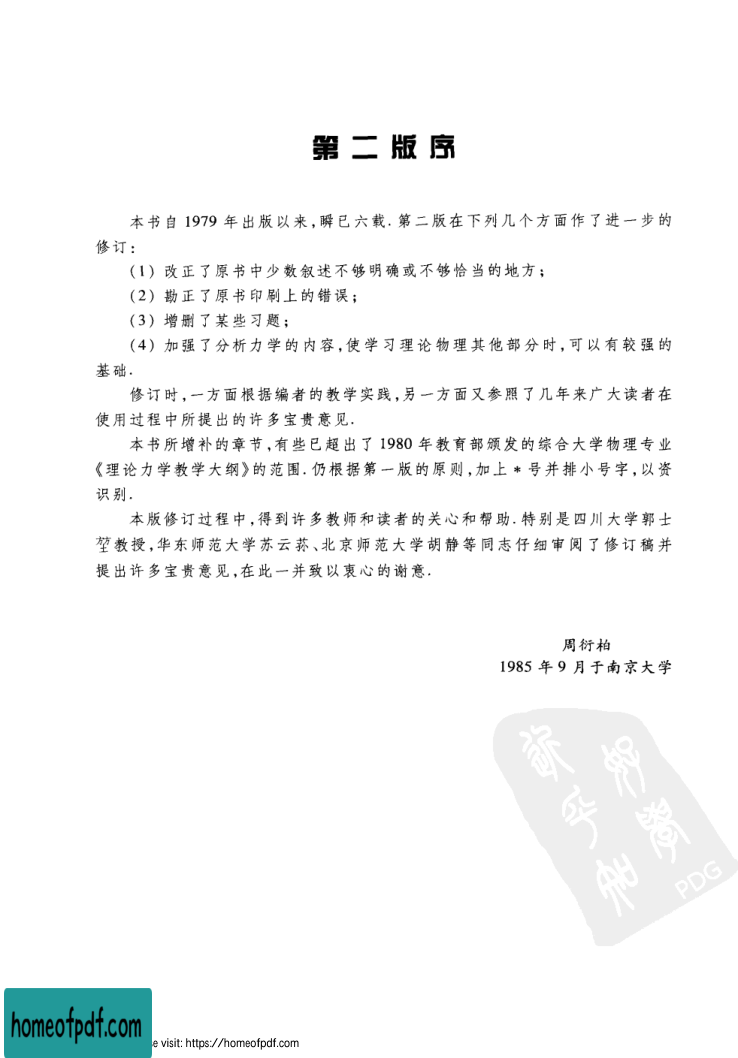 第二版序
本书自1979年出版以来,瞬已六载.第二版在下列几个方面作了进一步的
修订:
(1) 改正了原书中少数叙述不够明确或不够恰当的地方;
(2) 勘正了原书印刷上的错误;
(3) 增删了某些习题;
(4) 加强了分析力学的内容,使学习理论物理其他部分时,可以有较强的
基础.
修订时,一方面根据编者的教学实践,另一方面又参照了几年来广大读者在
使用过程中所提出的许多宝贵意见.
本书所增补的章节,有些已超出了1980年教育部颁发的综合大学物理专业
《理论力学教学大纲》的范围.仍根据第一版的原则,加上*号并排小号字,以资
识别.
本版修订过程中,得到许多教师和读者的关心和帮助.特别是四川大学郭士
堃教授,华东师范大学苏云荪、北京师范大学胡静等同志仔细审阅了修订稿并
提出许多宝贵意见,在此一并致以衷心的谢意.
周衍柏
1985年9月于南京大学
PDG
homeofpdf.com
e visit: https://homeofpdf.com